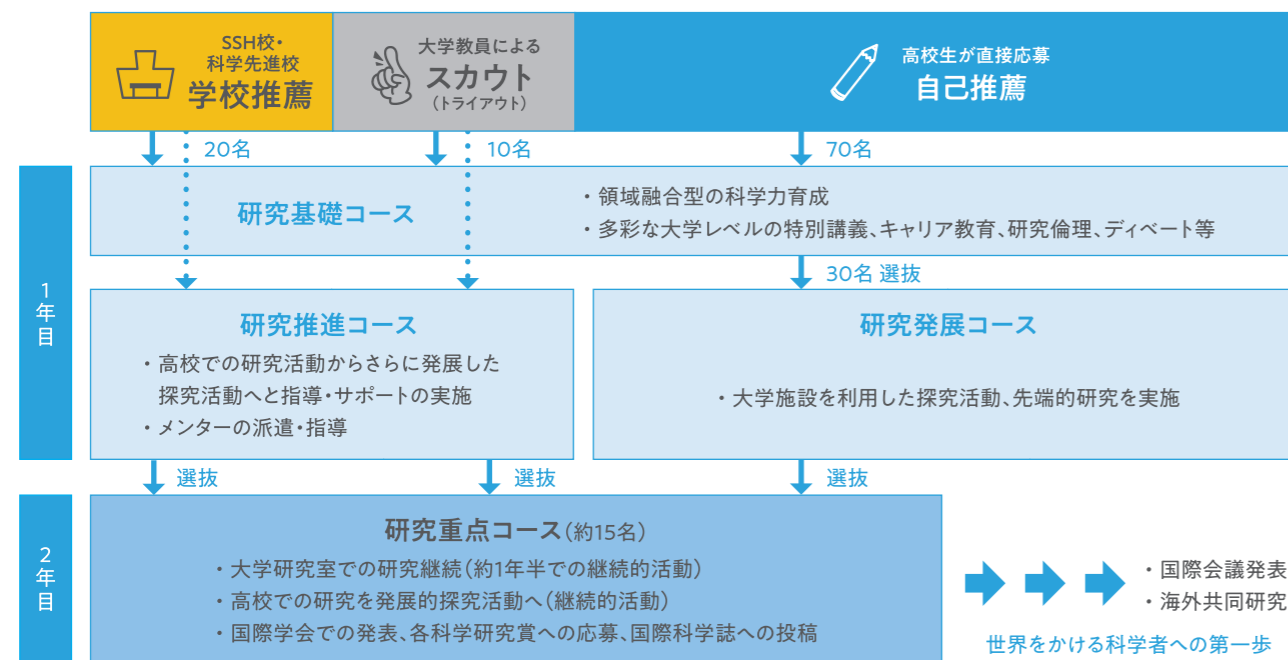 SSH校・
科学先進校
学校推薦
大学教員による
スカウト
(トライアウト)
高校生が直接応募
自己推薦
20名
10名
70名
1年目
研究基礎コース
・領域融合型の科学力育成
・多彩な大学レベルの特別講義、キャリア教育、研究倫理、ディベート等
30名 選抜
研究推進コース
・高校での研究活動からさらに発展した
探究活動へと指導・サポートの実施
・メンターの派遣・指導
研究発展コース
・大学施設を利用した探究活動、先端的研究を実施
選抜
選抜
選抜
2年目
研究重点コース(約15名)
・大学研究室での研究継続(約1年半での継続的活動)
・高校での研究を発展的探究活動へ(継続的活動)
・国際学会での発表、各科学研究賞への応募、国際科学誌への投稿
・国際会議発表
・海外共同研究
世界をかける科学者への第一歩